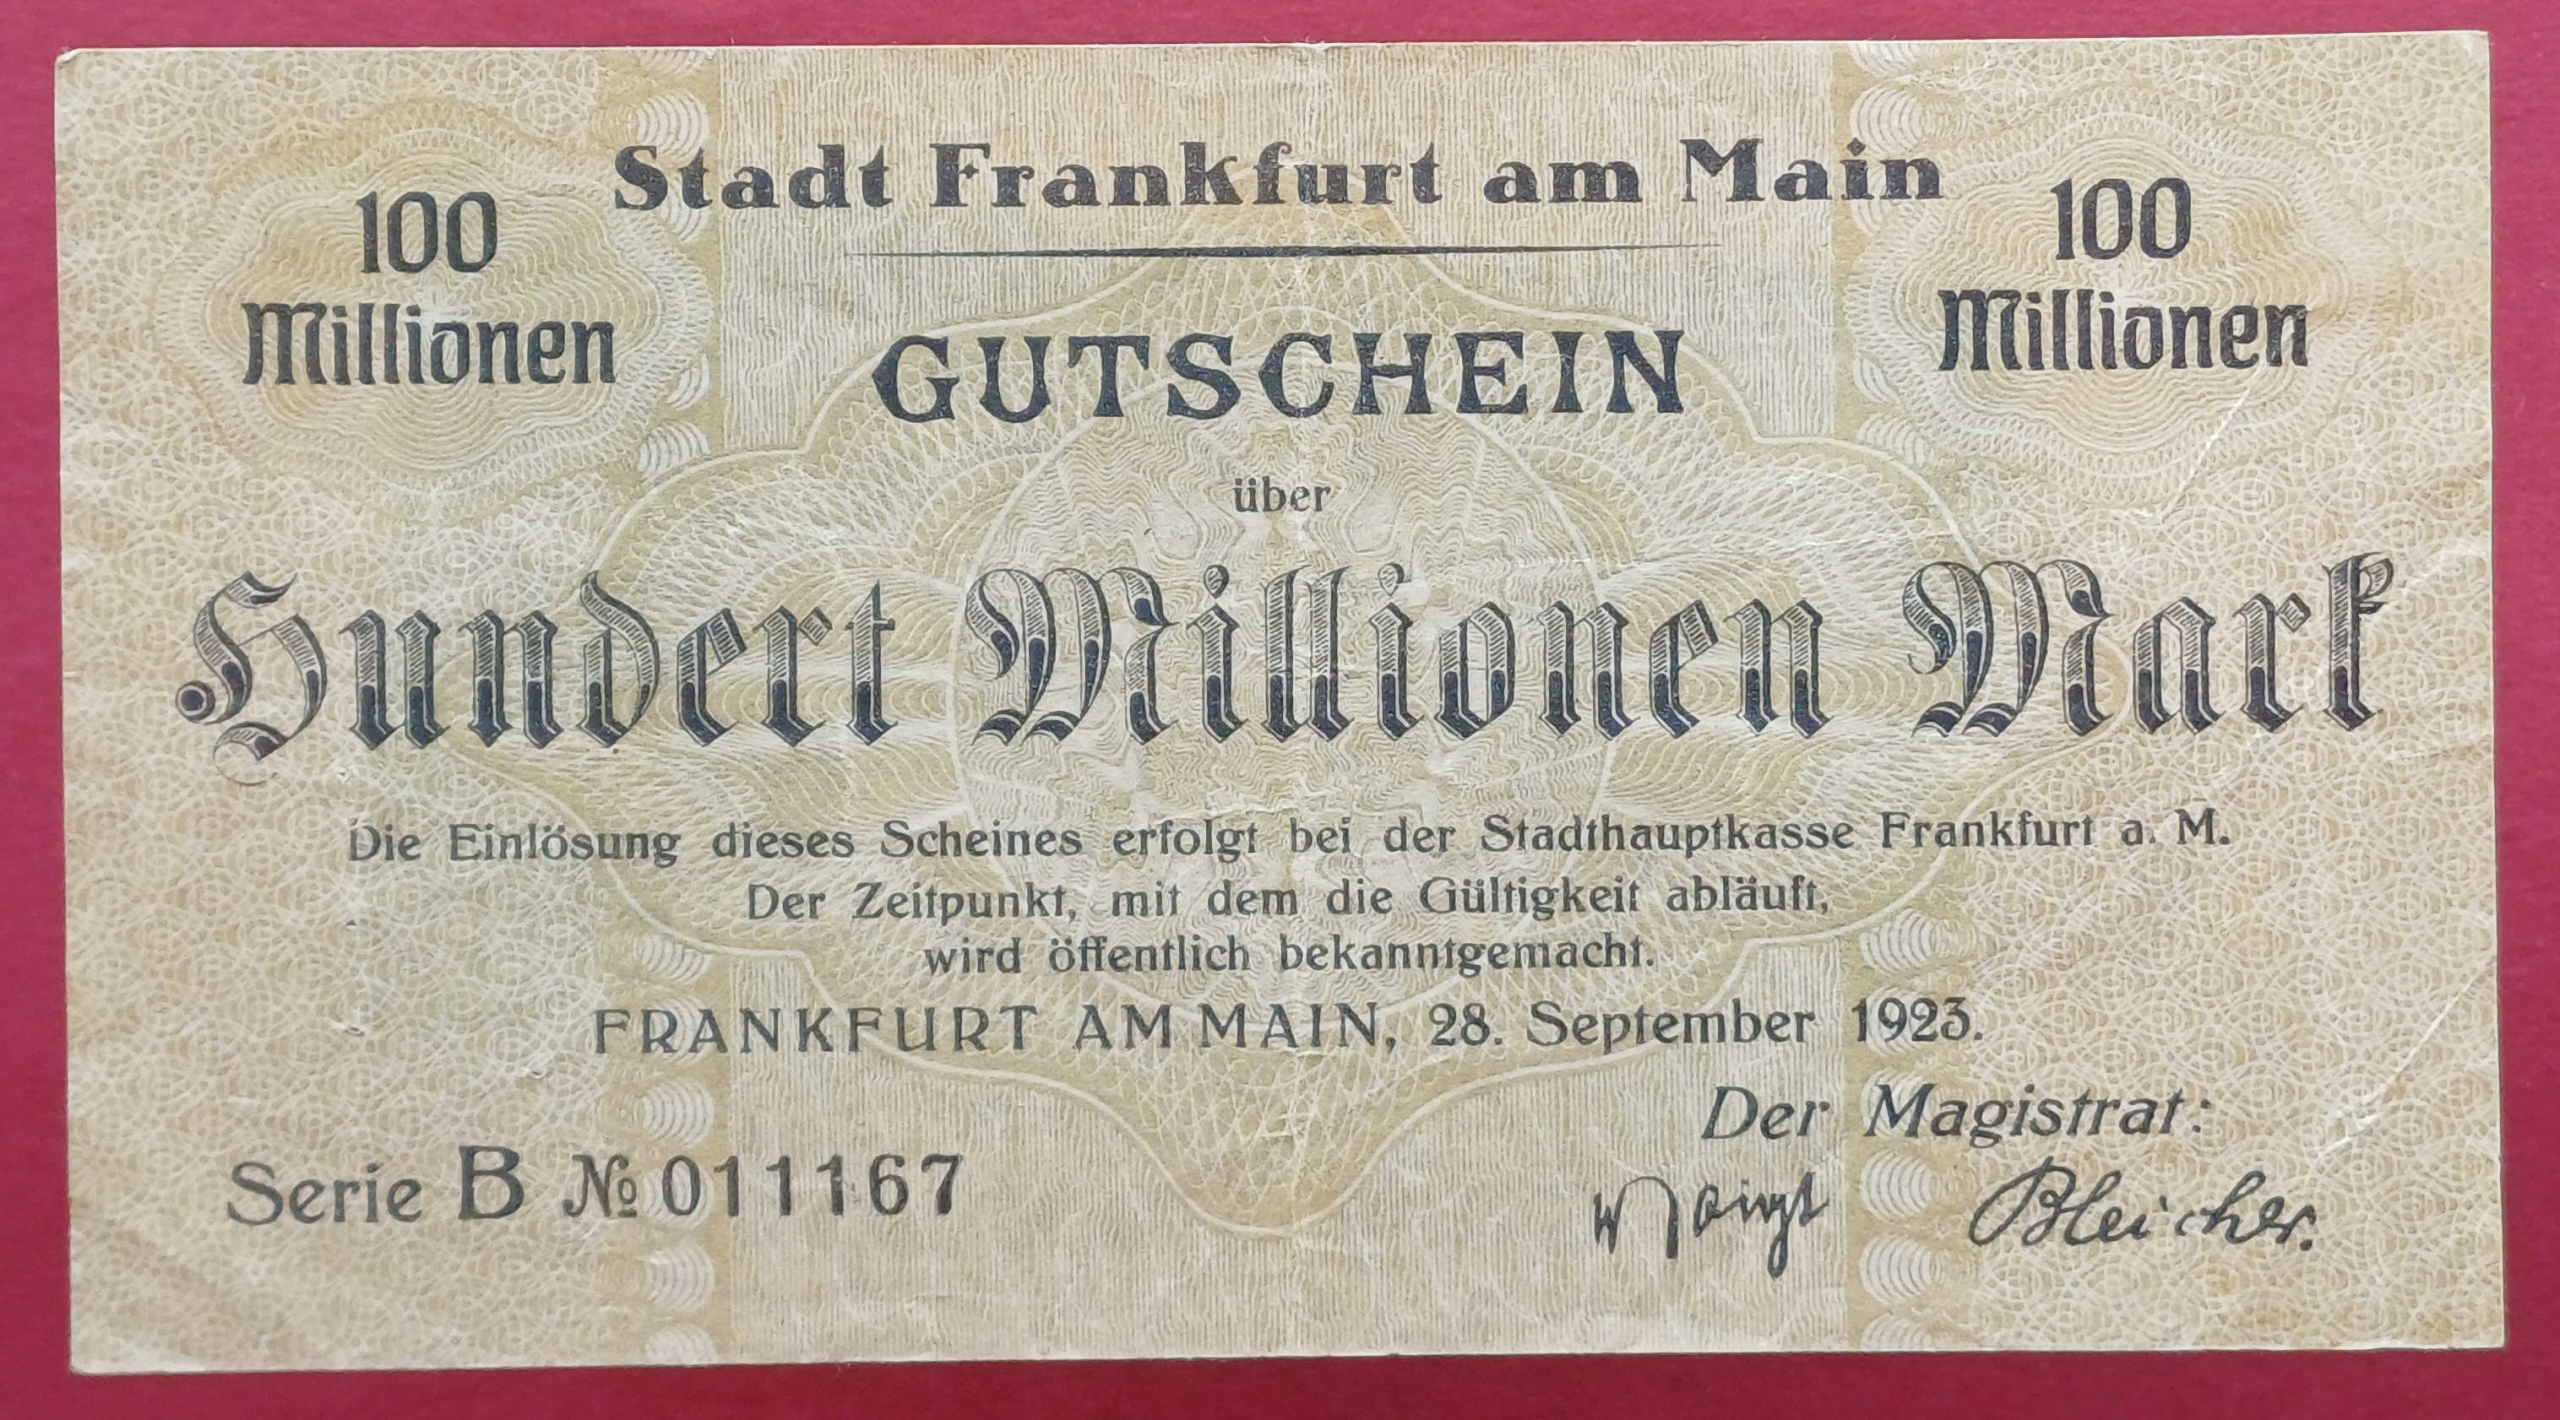 Stadt Frankfurt am Main
100
Millionen
100
Millionen
GUTSCHEIN
über
Hundert Millionen Mark
Die Einlösung dieses Scheines erfolgt bei der Stadthauptkasse Frankfurt a. M.
Der Zeitpunkt, mit dem die Gültigkeit abläuft,
wird öffentlich bekanntgemacht.
FRANKFURT AM MAIN, 28. September 1923.
Der Magistrat:
Serie B № 011167
Voigt Bleicher.